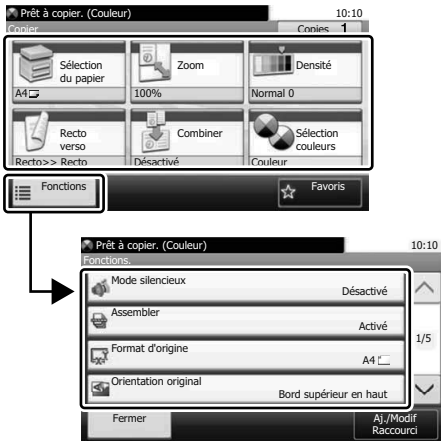 Prêt à copier. (Couleur) 10:10
Copier Copies 1
Sélection du papier
A4
Zoom
100%
Densité
Normal 0
Recto verso
Recto>> Recto
Combiner
Désactivé
Sélection couleurs
Couleur
Fonctions
Favoris
Prêt à copier. (Couleur) 10:10
Fonctions.
Mode silencieux
Désactivé
Assembler
Activé
Format d'origine
A4
Orientation original
Bord supérieur en haut
1/5
Fermer
Aj./Modif
Raccourci